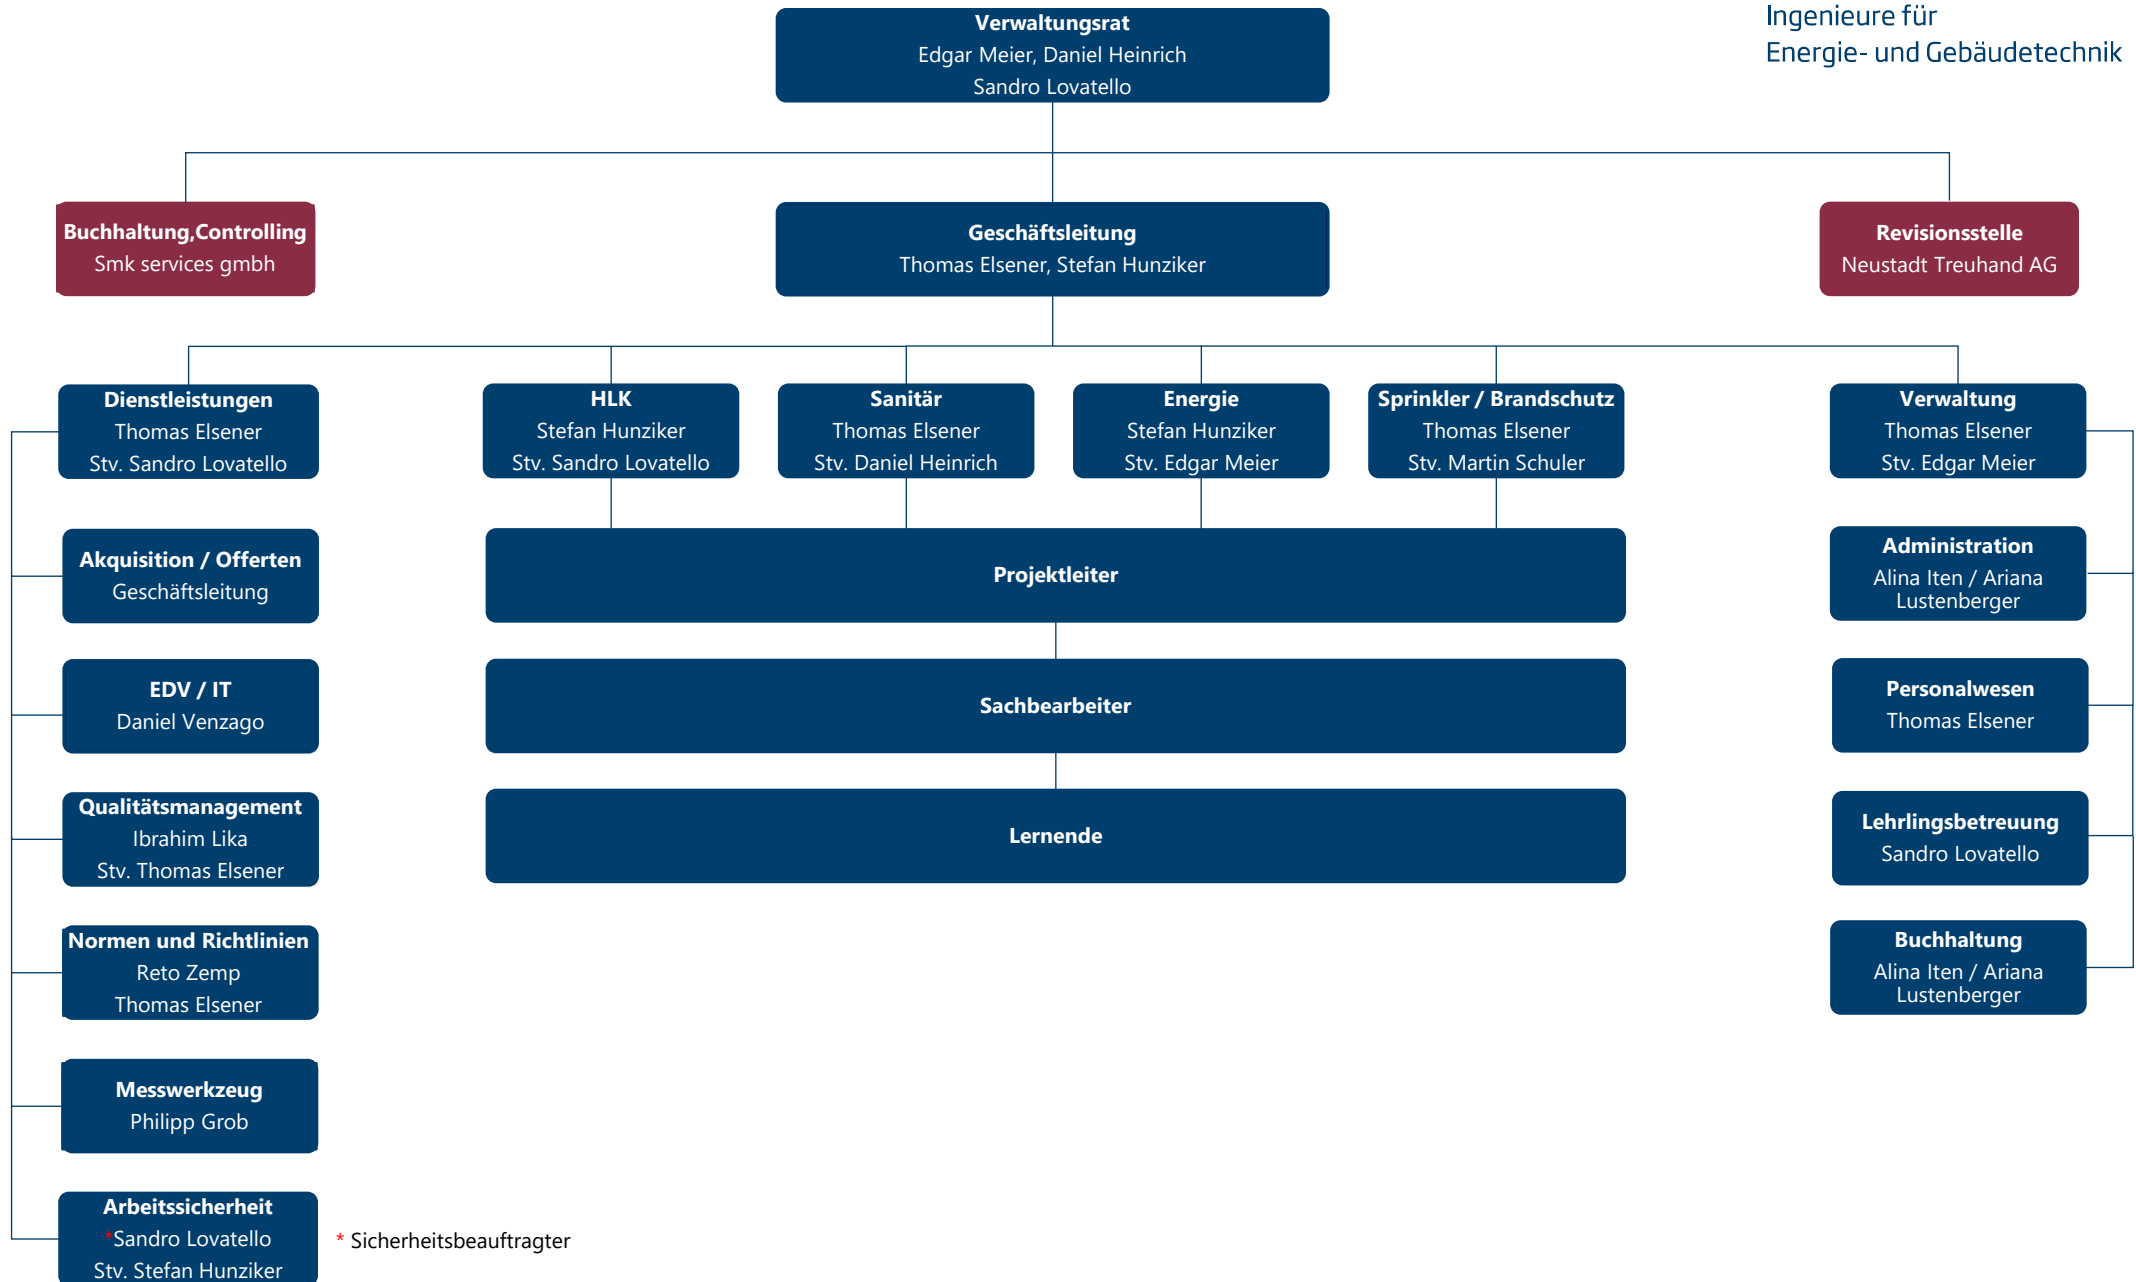 Ingenieure für
Energie- und Gebäudetechnik
Verwaltungsrat
Edgar Meier, Daniel Heinrich
Sandro Lovatello
Buchhaltung,Controlling
Smk services gmbh
Geschäftsleitung
Thomas Elsener, Stefan Hunziker
Revisionsstelle
Neustadt Treuhand AG
Dienstleistungen
Thomas Elsener
Stv. Sandro Lovatello
HLK
Stefan Hunziker
Stv. Sandro Lovatello
Sanitär
Thomas Elsener
Stv. Daniel Heinrich
Energie
Stefan Hunziker
Stv. Edgar Meier
Sprinkler / Brandschutz
Thomas Elsener
Stv. Martin Schuler
Verwaltung
Thomas Elsener
Stv. Edgar Meier
Akquisition / Offerten
Geschäftsleitung
Projektleiter
Administration
Alina Iten / Ariana
Lustenberger
EDV / IT
Daniel Venzago
Sachbearbeiter
Personalwesen
Thomas Elsener
Qualitätsmanagement
Ibrahim Lika
Stv. Thomas Elsener
Lernende
Lehrlingsbetreuung
Sandro Lovatello
Normen und Richtlinien
Reto Zemp
Thomas Elsener
Buchhaltung
Alina Iten / Ariana
Lustenberger
Messwerkzeug
Philipp Grob
Arbeitssicherheit
*Sandro Lovatello
Stv. Stefan Hunziker
* Sicherheitsbeauftragter